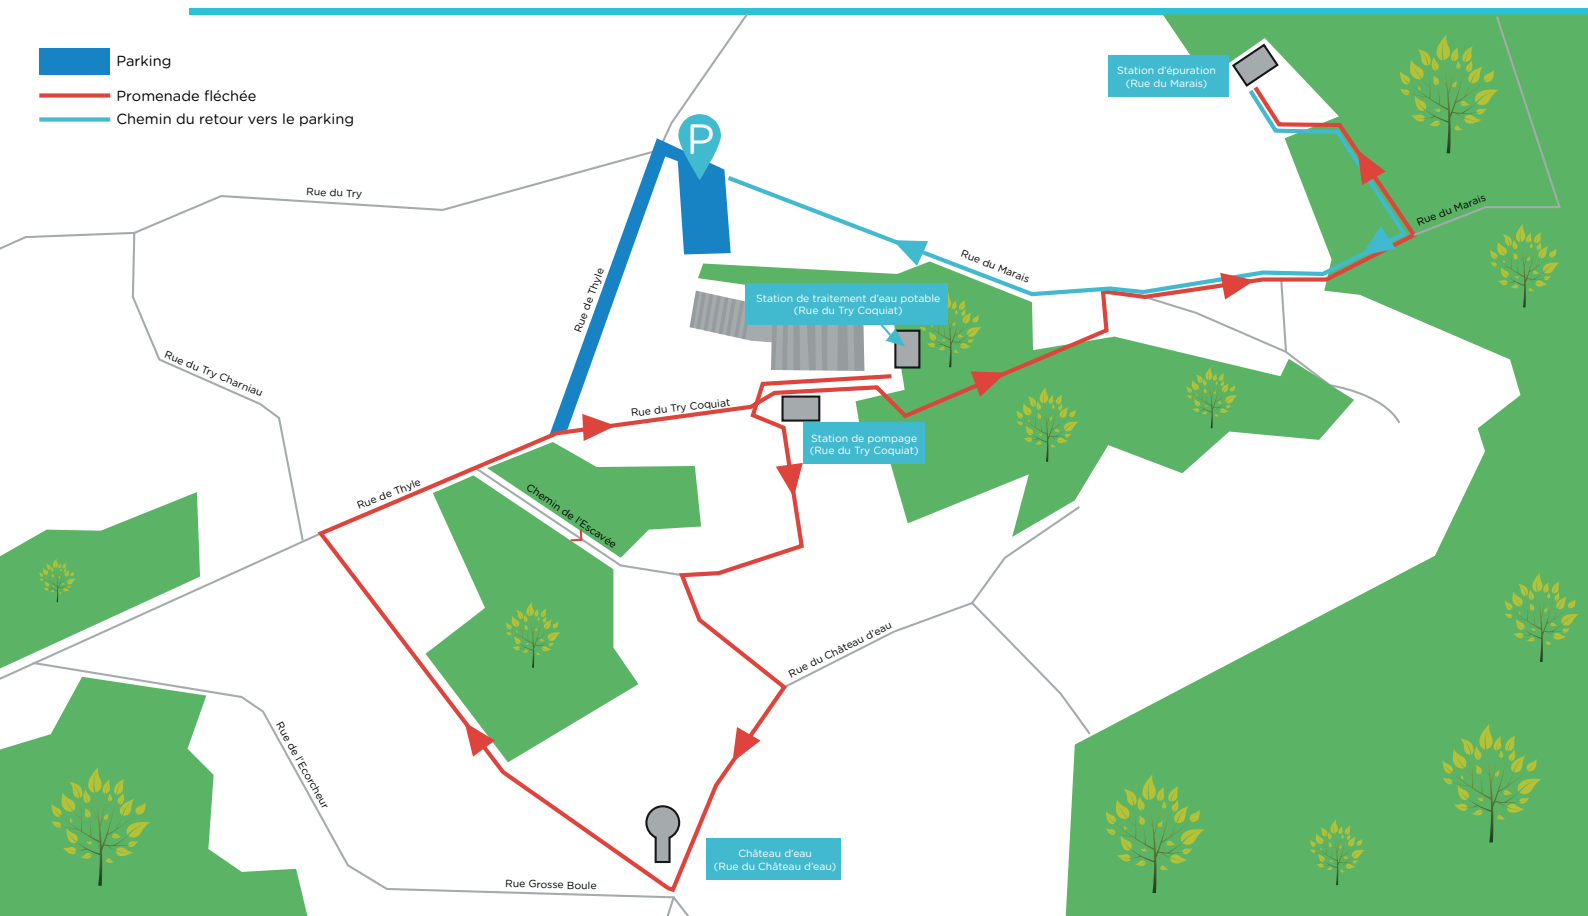 Parking
Promenade fléchée
Chemin du retour vers le parking
P
Station d'épuration
(Rue du Marais)
Rue du Try
Rue du Marais
Rue du Marais
Rue de Thyle
Station de traitement d'eau potable
(Rue du Try Coquiat)
Rue du Try Charniau
Rue du Try Coquiat
Station de pompage
(Rue du Try Coquiat)
Rue de Thyle
Chemin de l'Escavée
Rue du Château d'eau
Rue de l'Ecorcheur
Château d'eau
(Rue du Château d'eau)
Rue Grosse Boule